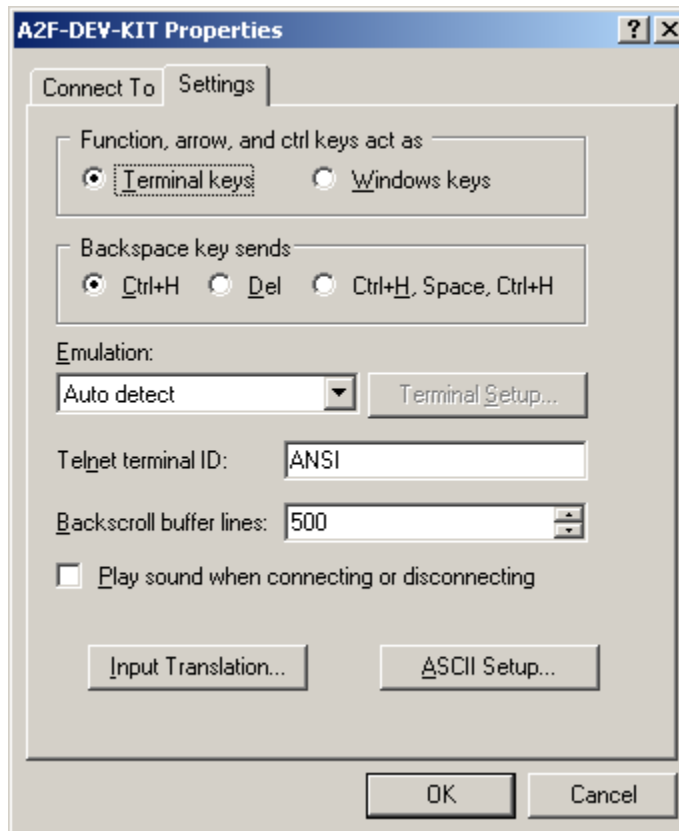 A2F-DEV-KIT Properties
Connect To Settings
Function, arrow, and ctrl keys act as
Terminal keys Windows keys
Backspace key sends
Ctrl+H Del Ctrl+H, Space, Ctrl+H
Emulation:
Auto detect Terminal Setup...
Telnet terminal ID: ANSI
Backscroll buffer lines: 500
Play sound when connecting or disconnecting
Input Translation... ASCII Setup...
OK Cancel